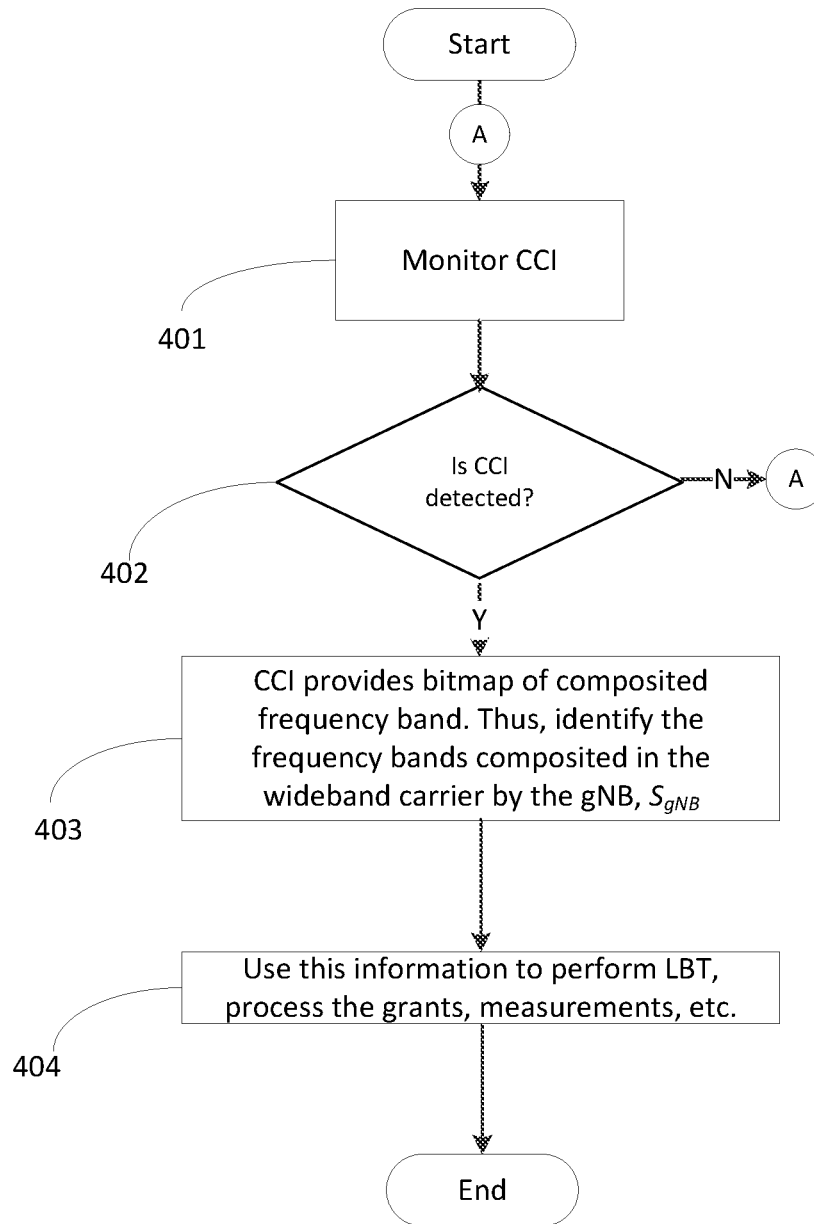 Start
A
Monitor CCI
401
Is CCI
detected?
N
A
402
Y
CCI provides bitmap of composited
frequency band. Thus, identify the
frequency bands composited in the
wideband carrier by the gNB, SgNB
403
Use this information to perform LBT,
process the grants, measurements, etc.
404
End